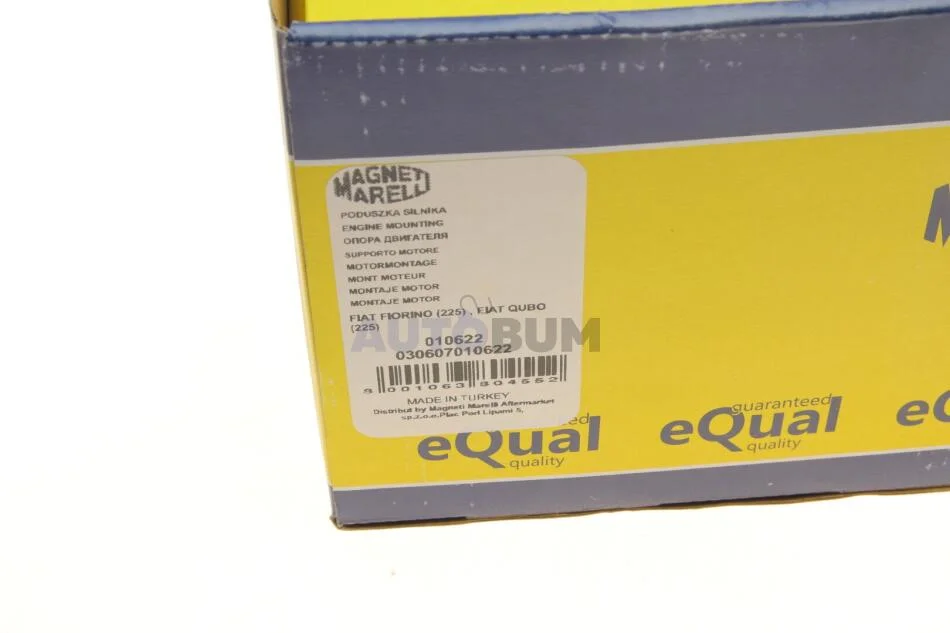 MAGNETI
MARELLI
PODUSZKA SILNIKA
ENGINE MOUNTING
ОПОРА ДВИГАТЕЛЯ
SUPPORTO MOTORE
MOTORMONTAGE
MONT MOTEUR
MONTAJE MOTOR
MONTAJE MOTOR
FIAT FIORINO (225) , FIAT QUBO
(225)
AUTOBUM
010622
030607010622
8 001063 804552
MADE IN TURKEY
Distribut by Magneti Marelli Aftermarket
sp.z.o.o,Plac Pod Lipami 5,
guaranteed
eQual
quality
guaranteed
eQual
quality